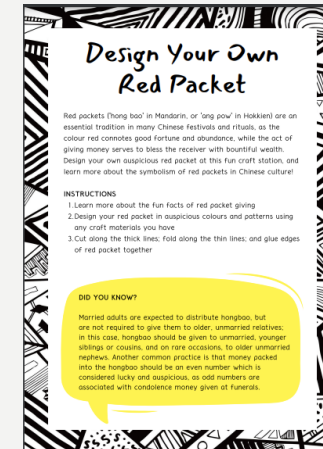 Design Your Own
Red Packet
Red packets ('hong bao' in Mandarin, or 'ang pow' in Hokkien) are an
essential tradition in many Chinese festivals and rituals, as the
colour red connotes good fortune and abundance, while the act of
giving money serves to bless the receiver with bountiful wealth.
Design your own auspicious red packet at this fun craft station, and
learn more about the symbolism of red packets in Chinese culture!
INSTRUCTIONS
1. Learn more about the fun facts of red packet giving
2. Design your red packet in auspicious colours and patterns using
any craft materials you have
3. Cut along the thick lines; fold along the thin lines; and glue edges
of red packet together
DID YOU KNOW?
Married adults are expected to distribute hongbao, but
are not required to give them to older, unmarried relatives;
in this case, hongbao should be given to unmarried, younger
siblings or cousins, and on rare occasions, to older unmarried
nephews. Another common practice is that money packed
into the hongbao should be an even number which is
considered lucky and auspicious, as odd numbers are
associated with condolence money given at funerals.